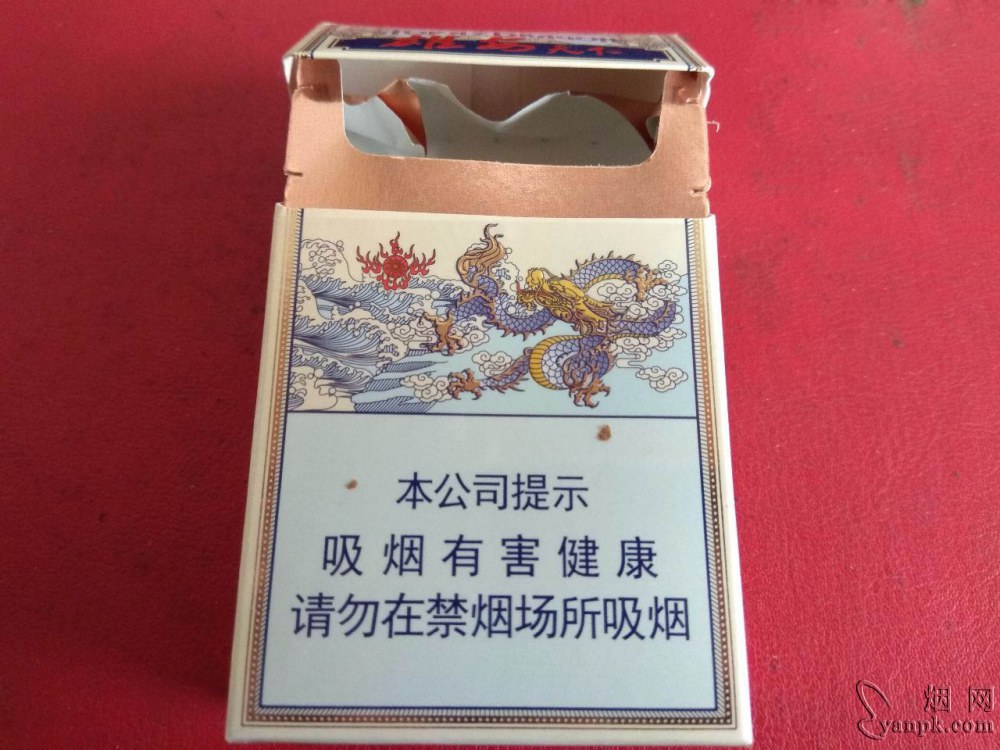 本公司提示
吸烟有害健康
请勿在禁烟场所吸烟
烟网
yanpk.com